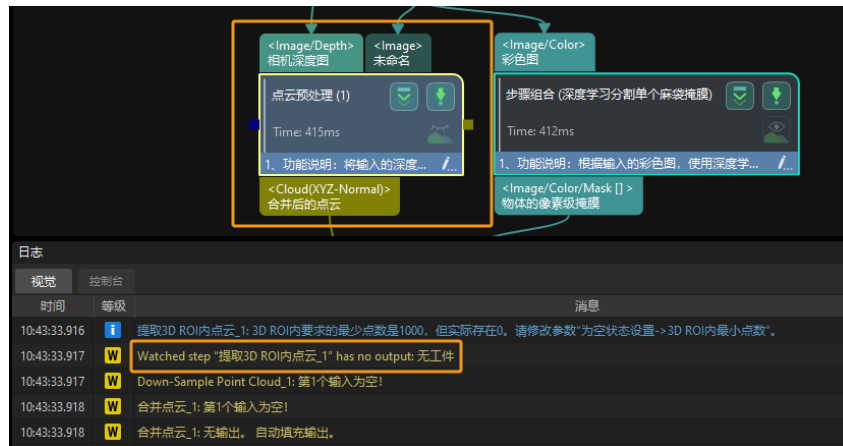 <Image/Depth>
相机深度图
<Image>
未命名
<Image/Color>
彩色图
点云预处理 (1)
Time: 415ms
1、功能说明：将输入的深度...
<Cloud(XYZ-Normal)>
合并后的点云
步骤组合 (深度学习分割单个麻袋掩膜)
Time: 412ms
1、功能说明：根据输入的彩色图，使用深度学...
<Image/Color/Mask [] >
物体的像素级掩膜
日志
视觉 控制台
时间 等级 消息
10:43:33.916 i 提取3D ROI内点云_1: 3D ROI内要求的最少点数是1000，但实际存在0。请修改参数"为空状态设置->3D ROI内最小点数"。
10:43:33.917 W Watched step "提取3D ROI内点云_1" has no output: 无工件
10:43:33.917 W Down-Sample Point Cloud_1: 第1个输入为空!
10:43:33.918 W 合并点云_1: 第1个输入为空!
10:43:33.918 W 合并点云_1: 无输出。 自动填充输出。